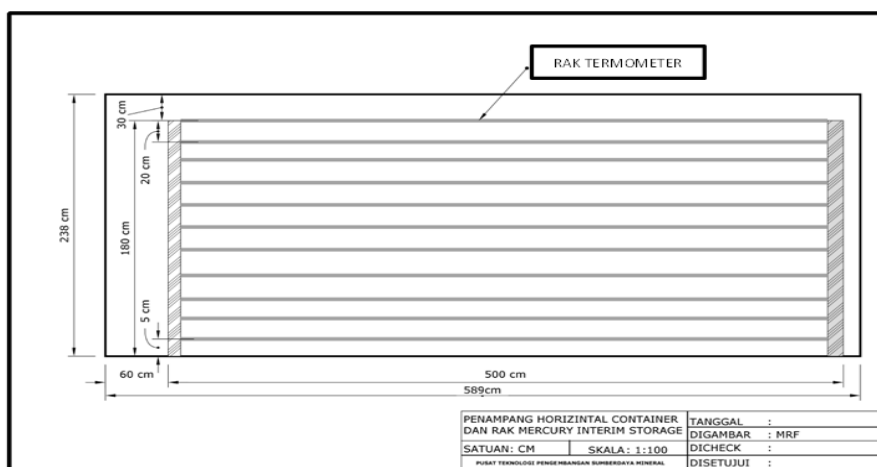 RAK TERMOMETER
30 cm
20 cm
238 cm
180 cm
5 cm
60 cm
500 cm
589cm
PENAMPANG HORIZINTAL CONTAINER
DAN RAK MERCURY INTERIM STORAGE
SATUAN: CM
SKALA: 1:100
PUSAT TEKNOLOGI PENGEMBANGAN SUMBERDAYA MINERAL
TANGGAL :
DIGAMBAR : MRF
DICHECK :
DISETUJUI :